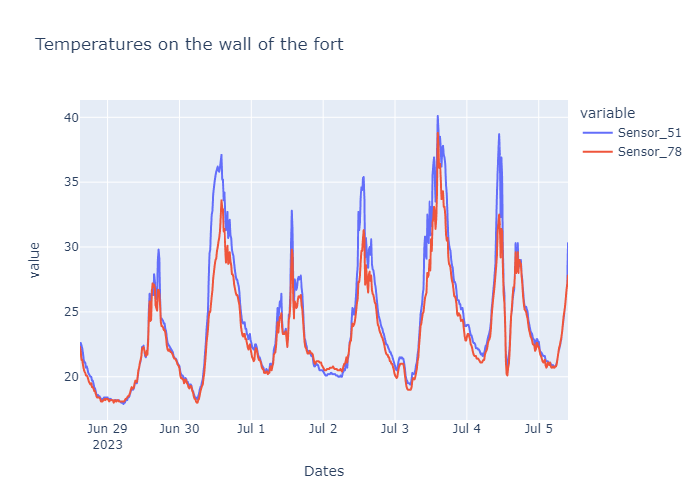 Temperatures on the wall of the fort
variable
Sensor_51
Sensor_78
value
40
35
30
25
20
Jun 29
2023
Jun 30
Jul 1
Jul 2
Jul 3
Jul 4
Jul 5
Dates